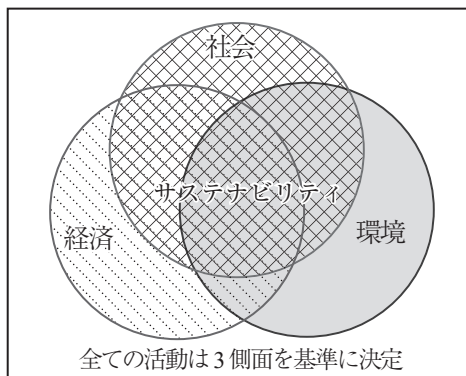 社会
サステナビリティ
経済
環境
全ての活動は3側面を基準に決定